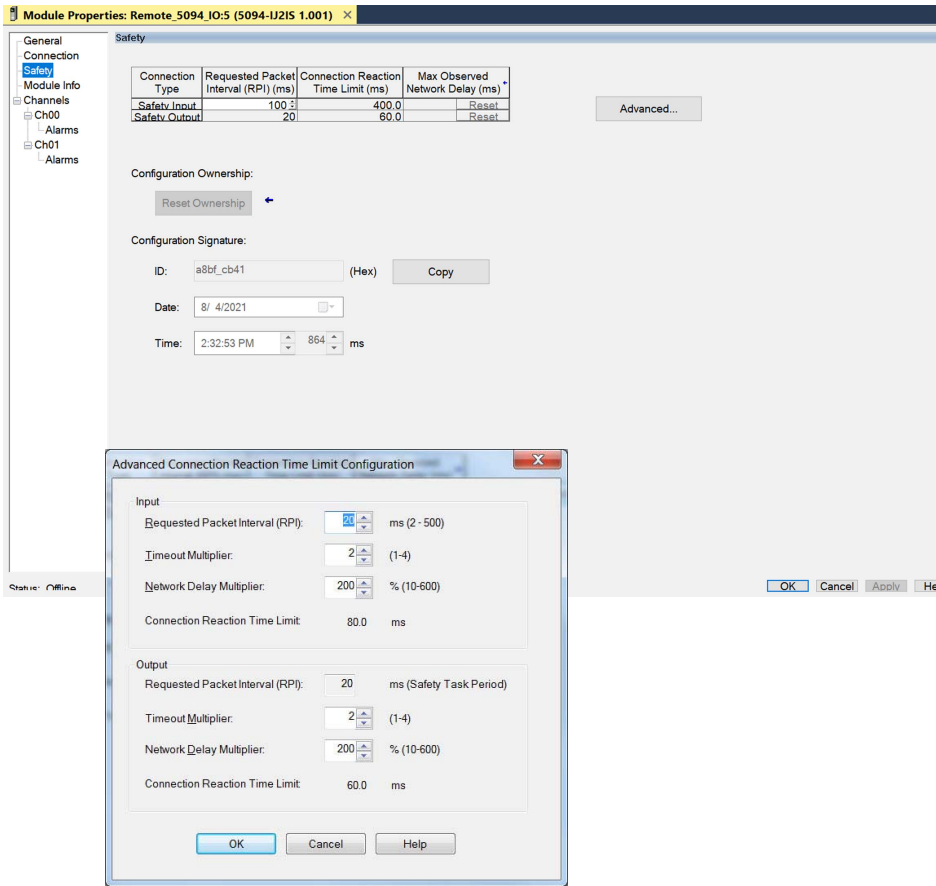 Module Properties: Remote_5094_IO:5 (5094-IJ2IS 1.001) ×
General
Connection
Safety
Module Info
Channels
Ch00
Alarms
Ch01
Alarms
Safety
Connection Type Requested Packet Interval (RPI) (ms) Connection Reaction Time Limit (ms) Max Observed Network Delay (ms)
Safety Input 100 400.0 Reset
Safety Output 20 60.0 Reset
Advanced...
Configuration Ownership:
Reset Ownership
Configuration Signature:
ID: a8bf_cb41 (Hex) Copy
Date: 8/ 4/2021
Time: 2:32:53 PM 864 ms
Status: Offline
OK Cancel Apply
Advanced Connection Reaction Time Limit Configuration
Input
Requested Packet Interval (RPI): 20 ms (2 - 500)
Timeout Multiplier: 2 (1-4)
Network Delay Multiplier: 200 % (10-600)
Connection Reaction Time Limit: 80.0 ms
Output
Requested Packet Interval (RPI): 20 ms (Safety Task Period)
Timeout Multiplier: 2 (1-4)
Network Delay Multiplier: 200 % (10-600)
Connection Reaction Time Limit: 60.0 ms
OK Cancel Help